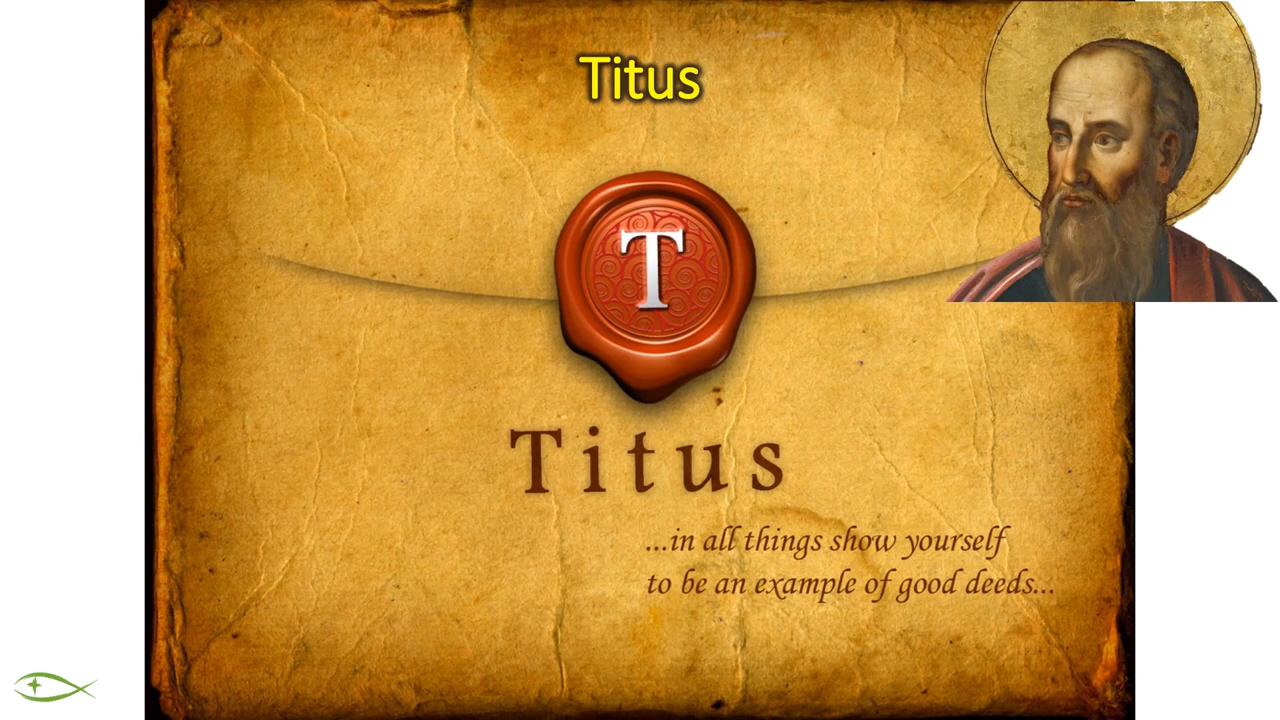 Titus
T
Titus
...in all things show yourself
to be an example of good deeds...